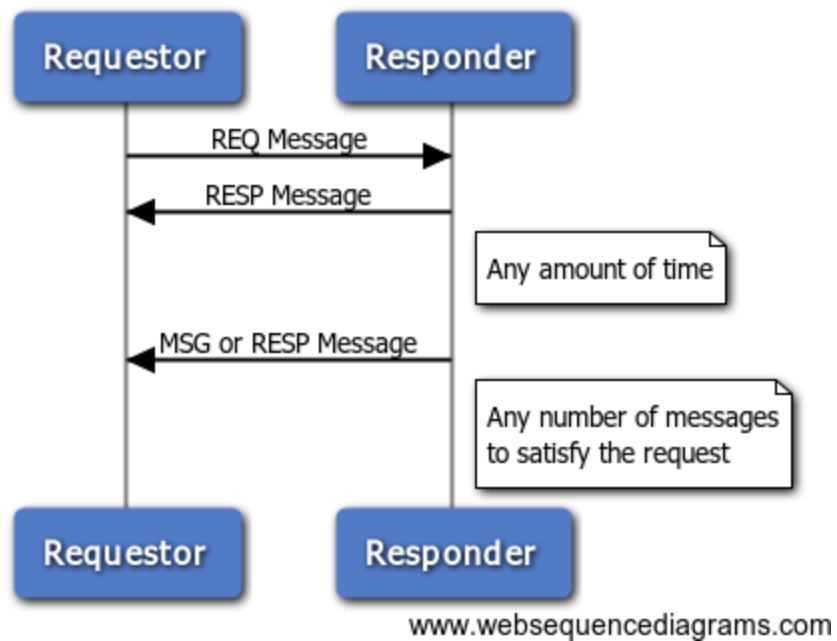 Requestor
Responder
REQ Message
RESP Message
Any amount of time
MSG or RESP Message
Any number of messages
to satisfy the request
Requestor
Responder
www.websequencediagrams.com